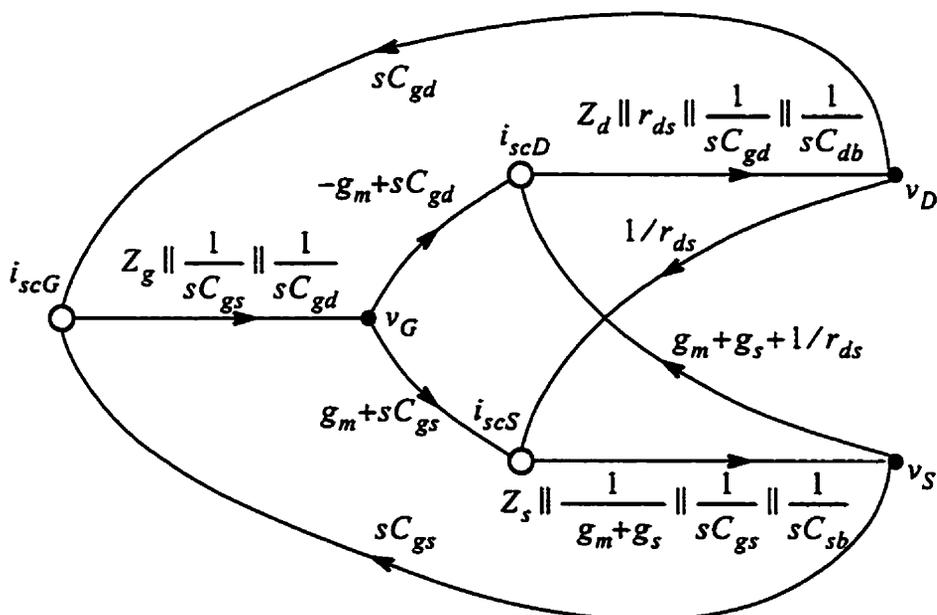 sC_gd
Z_d || r_ds || 1/sC_gd || 1/sC_db
i_scD
v_D
-g_m+sC_gd
1/r_ds
i_scG
Z_g || 1/sC_gs || 1/sC_gd
v_G
g_m+g_s+1/r_ds
g_m+sC_gs
i_scS
v_S
Z_s || 1/g_m+g_s || 1/sC_gs || 1/sC_sb
sC_gs